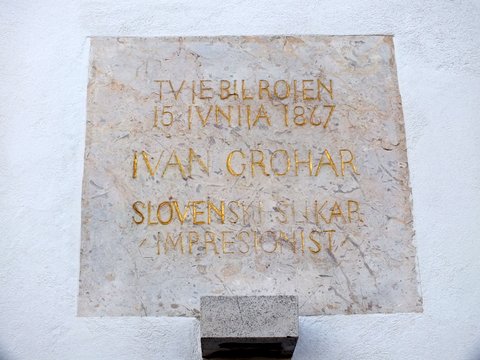 TV JE BIL ROJEN
15. JVNIJA 1867
IVAN GROHAR
SLOVENSKI SLIKAR
IMPRESIONIST